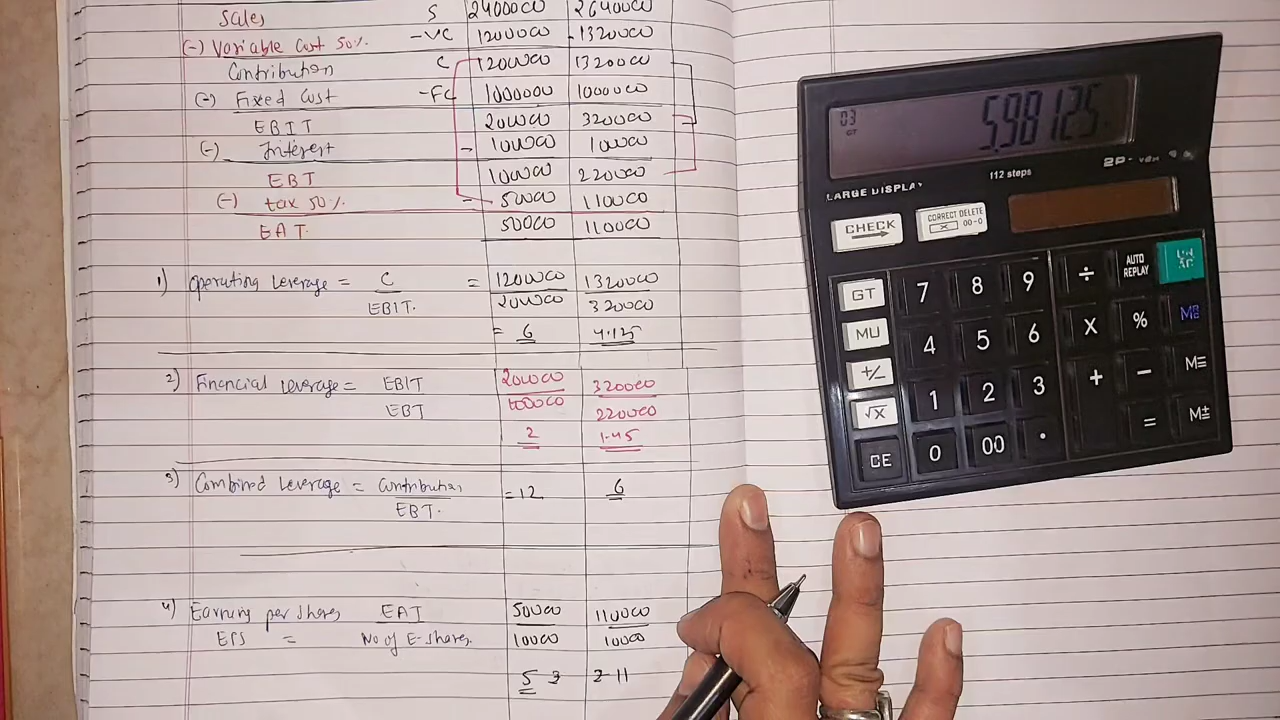 Sales S 2400000 2640000
(-) Variable Cost 50%. -VC 1200000 -1320000
Contribution C 1200000 1320000
(-) Fixed Cost -FC 1000000 1000000
EBIT 200000 320000
(-) Interest - 100000 100000
EBT 100000 220000
(-) tax 50%. - 50000 110000
EAT. 50000 110000
1) Operating leverage = C = 1200000 1320000
EBIT. 200000 320000
= 6 4.125
2) Financial leverage = EBIT 200000 320000
EBT 100000 220000
2 1.45
3) Combined leverage = Contribution = 12 6
EBT.
4) Earning per shares EAT 50000 110000
EPS = No of E-shares 10000 10000
5 11
03
GT
5.98125
LARGE DISPLAY
112 steps
CHECK
CORRECT DELETE
00→0
GT 7 8 9 ÷ AUTO REPLAY
MU 4 5 6 X %
+/- 1 2 3 + − M=
√X
CE 0 00 . = M±